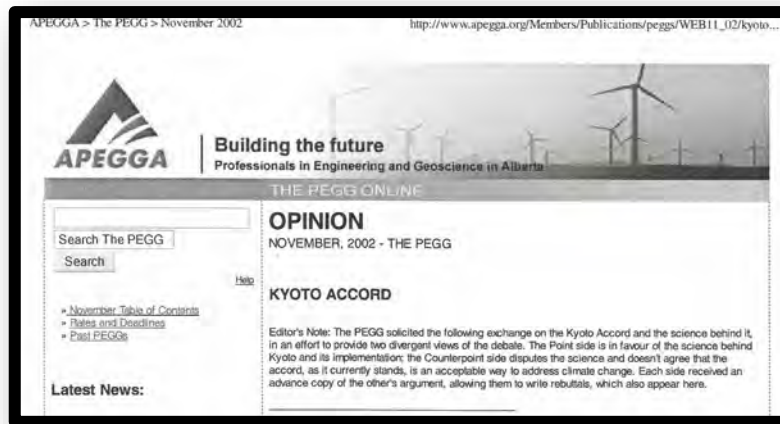 APEGGA > The PEGG > November 2002
http://www.apegga.org/Members/Publications/peggs/WEB11_02/kyoto...
APEGGA
Building the future
Professionals in Engineering and Geoscience in Alberta
THE PEGG ONLINE
Search The PEGG
Search
Help
» November Table of Contents
» Rates and Deadlines
» Past PEGGs
Latest News:
OPINION
NOVEMBER, 2002 - THE PEGG
KYOTO ACCORD
Editor's Note: The PEGG solicited the following exchange on the Kyoto Accord and the science behind it,
in an effort to provide two divergent views of the debate. The Point side is in favour of the science behind
Kyoto and its implementation; the Counterpoint side disputes the science and doesn't agree that the
accord, as it currently stands, is an acceptable way to address climate change. Each side received an
advance copy of the other's argument, allowing them to write rebuttals, which also appear here.